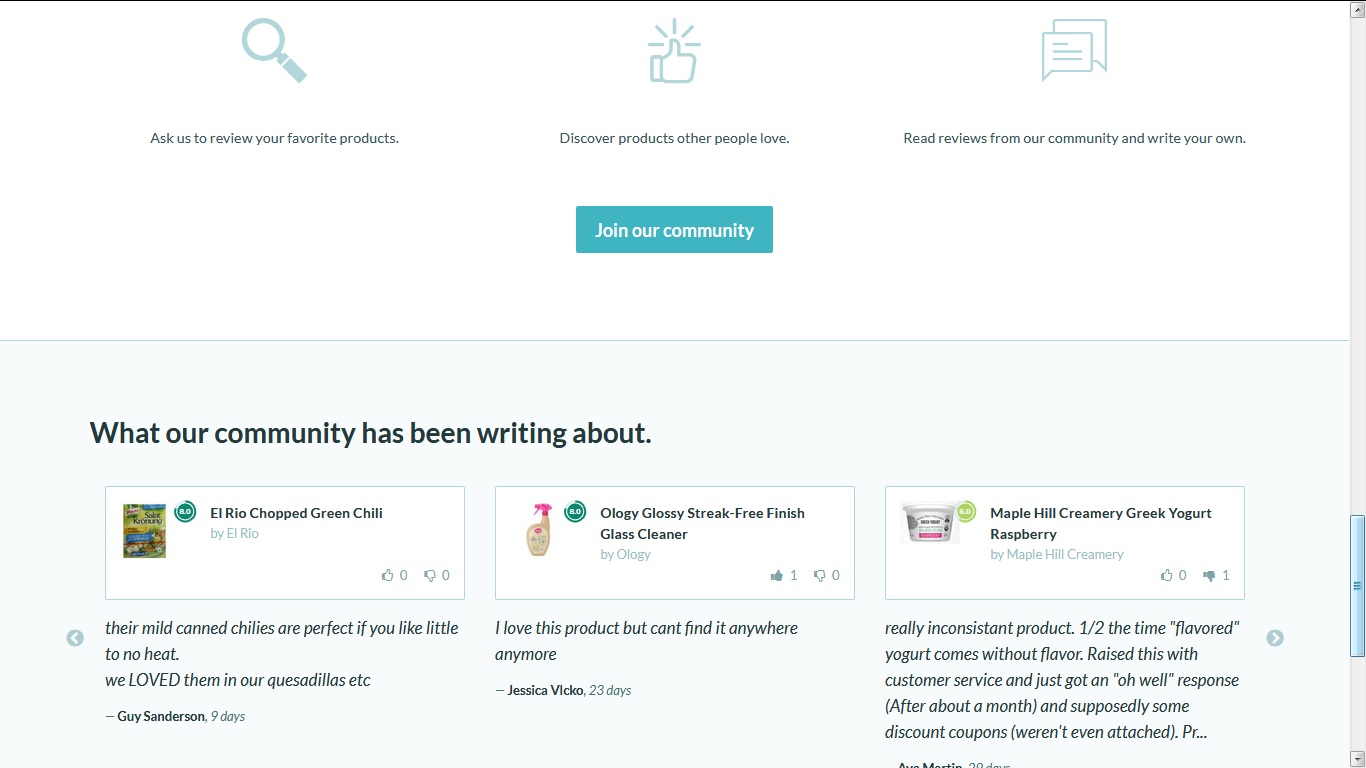 Ask us to review your favorite products.
Discover products other people love.
Read reviews from our community and write your own.
Join our community
What our community has been writing about.
8.0
El Rio Chopped Green Chili
by El Rio
0 0
their mild canned chilies are perfect if you like little
to no heat.
we LOVED them in our quesadillas etc
— Guy Sanderson, 9 days
8.0
Ology Glossy Streak-Free Finish
Glass Cleaner
by Ology
1 0
I love this product but cant find it anywhere
anymore
— Jessica Vlcko, 23 days
GREEK YOGURT
RASPBERRY
6.0
Maple Hill Creamery Greek Yogurt
Raspberry
by Maple Hill Creamery
0 1
really inconsistant product. 1/2 the time "flavored"
yogurt comes without flavor. Raised this with
customer service and just got an "oh well" response
(After about a month) and supposedly some
discount coupons (weren't even attached). Pr...